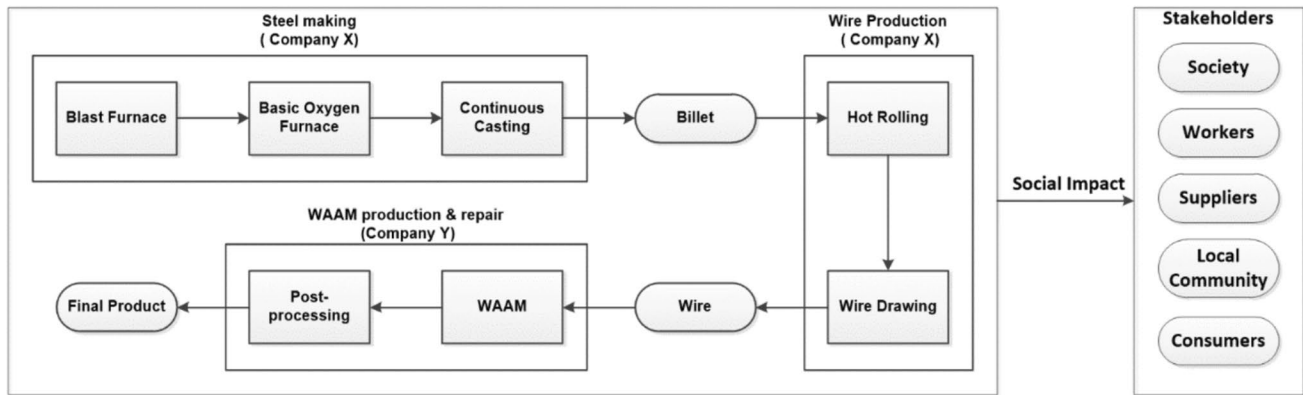 Steel making
( Company X)
Wire Production
( Company X)
Stakeholders
Blast Furnace
Basic Oxygen
Furnace
Continuous
Casting
Billet
Hot Rolling
Society
Workers
Social Impact
Suppliers
WAAM production & repair
(Company Y)
Final Product
Post-
processing
WAAM
Wire
Wire Drawing
Local
Community
Consumers